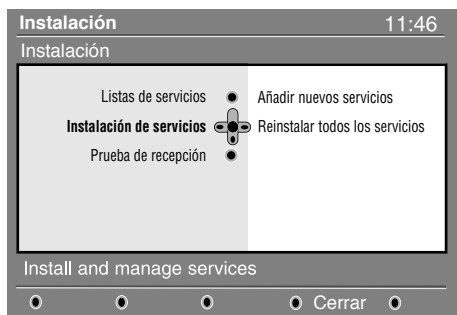 Instalación 11:46
Instalación
Listas de servicios Añadir nuevos servicios
Instalación de servicios Reinstalar todos los servicios
Prueba de recepción
Install and manage services
Cerrar